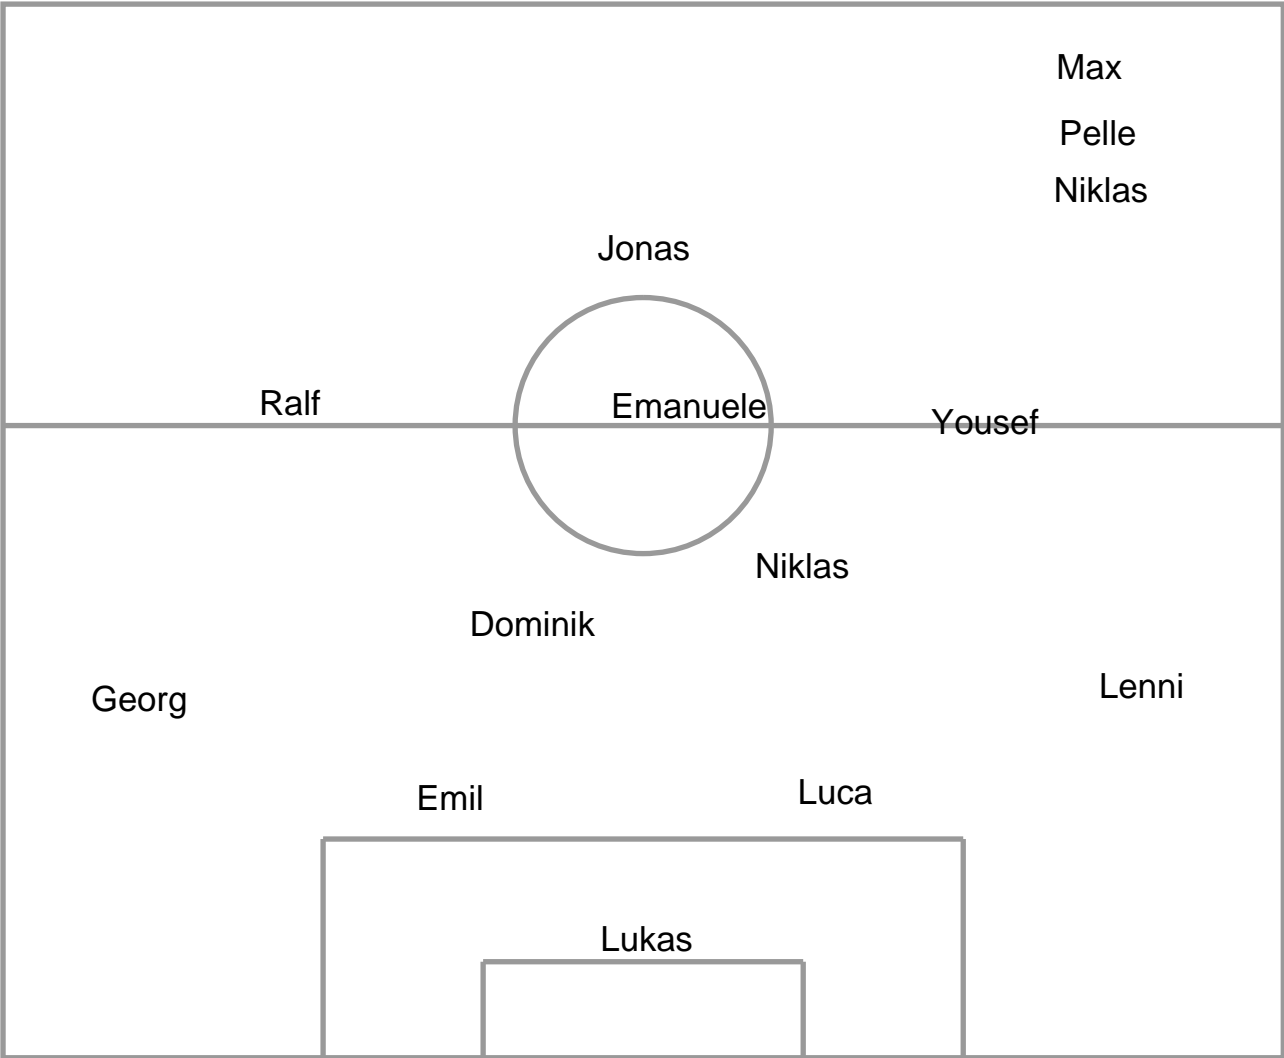 Max
Pelle
Niklas
Jonas
Ralf
Emanuele
Yousef
Niklas
Dominik
Georg
Lenni
Emil
Luca
Lukas